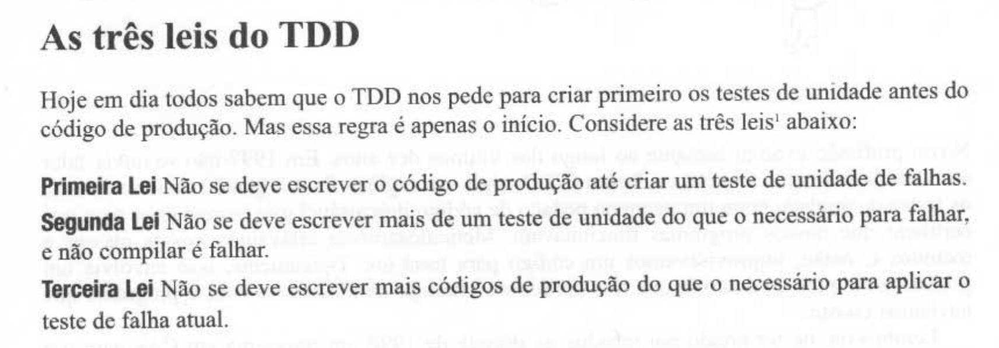 As três leis do TDD
Hoje em dia todos sabem que o TDD nos pede para criar primeiro os testes de unidade antes do
código de produção. Mas essa regra é apenas o início. Considere as três leis¹ abaixo:
Primeira Lei Não se deve escrever o código de produção até criar um teste de unidade de falhas.
Segunda Lei Não se deve escrever mais de um teste de unidade do que o necessário para falhar,
e não compilar é falhar.
Terceira Lei Não se deve escrever mais códigos de produção do que o necessário para aplicar o
teste de falha atual.